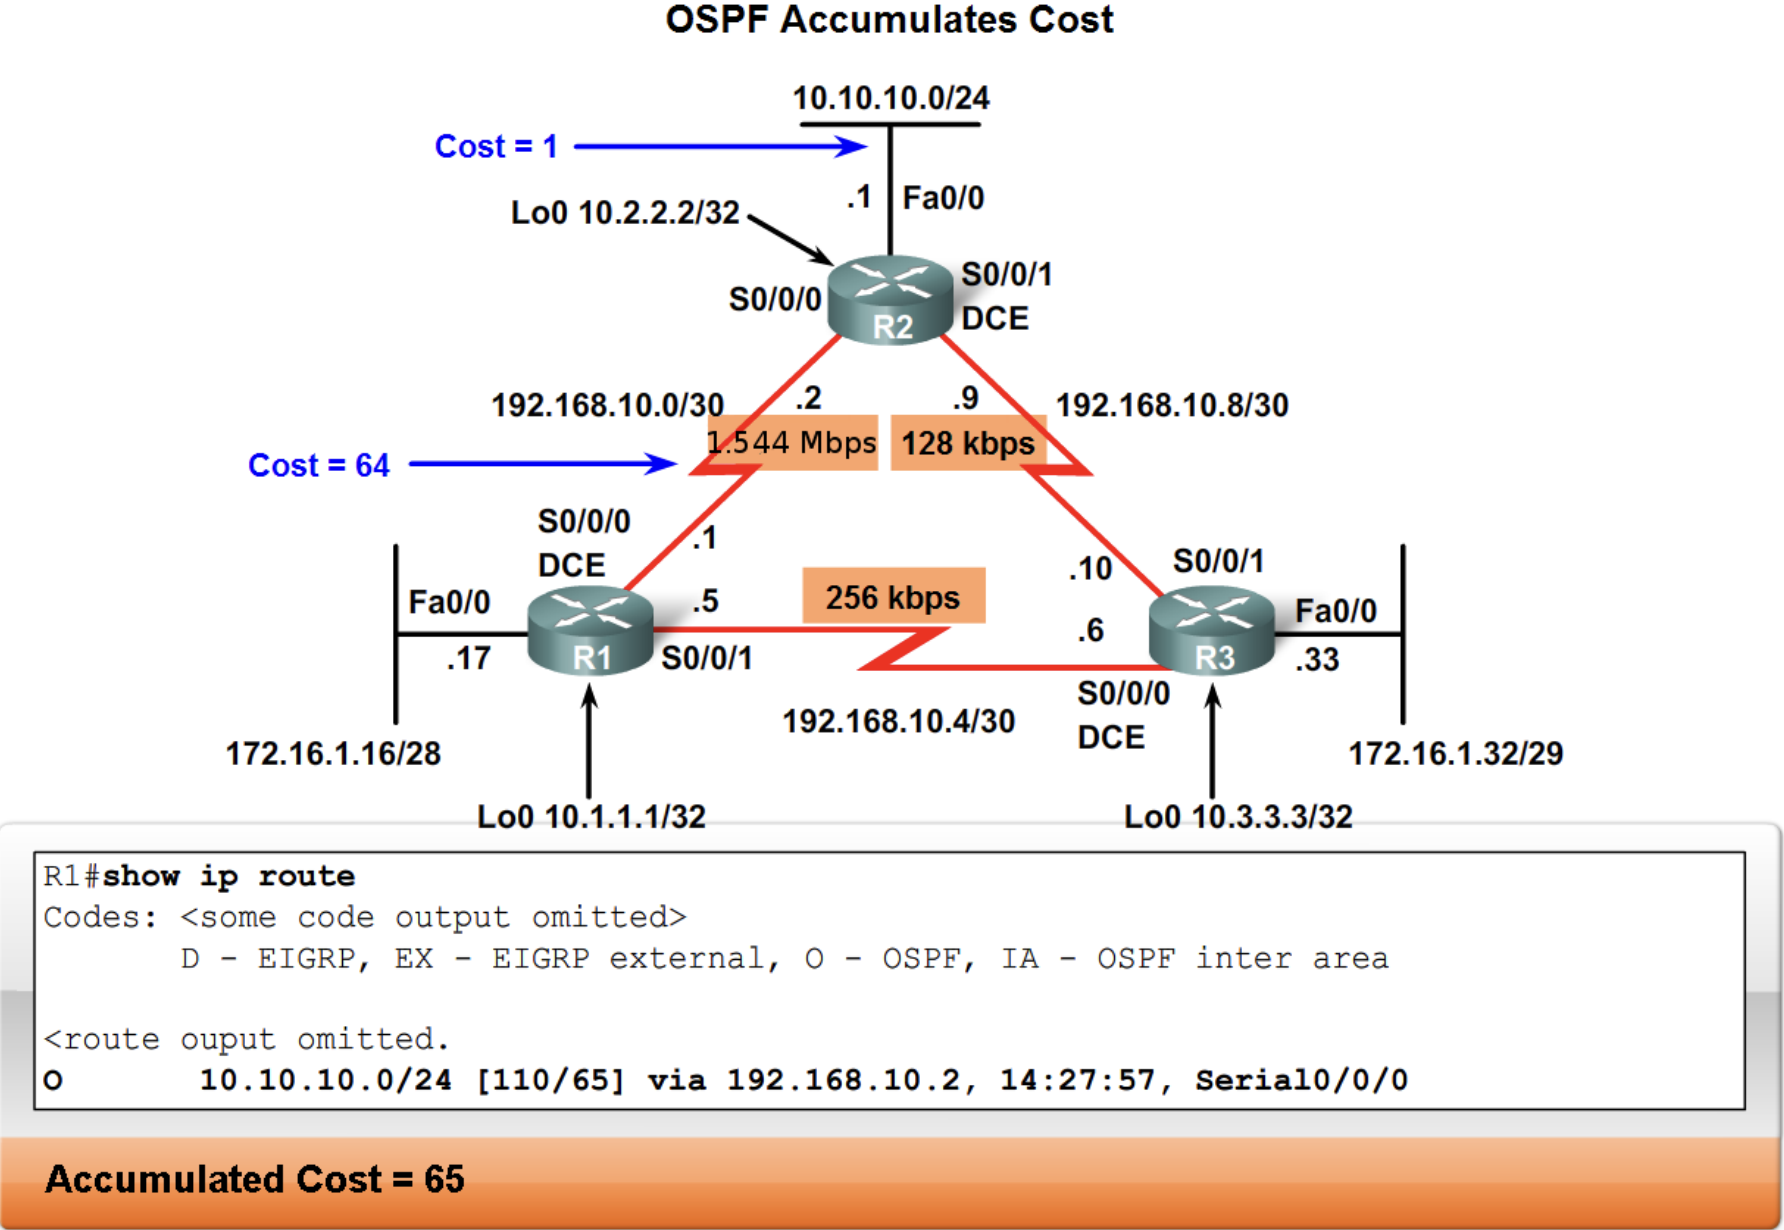 OSPF Accumulates Cost
10.10.10.0/24
Cost = 1
.1 Fa0/0
Lo0 10.2.2.2/32
S0/0/0
S0/0/1
DCE
R2
192.168.10.0/30
.2
.9
192.168.10.8/30
1.544 Mbps
128 kbps
Cost = 64
S0/0/0
DCE
.1
.10
S0/0/1
Fa0/0
.5
256 kbps
.6
Fa0/0
.17
R1
S0/0/1
R3
.33
S0/0/0
DCE
192.168.10.4/30
172.16.1.16/28
172.16.1.32/29
Lo0 10.1.1.1/32
Lo0 10.3.3.3/32
R1#show ip route
Codes: <some code output omitted>
D - EIGRP, EX - EIGRP external, O - OSPF, IA - OSPF inter area
<route ouput omitted.
O 10.10.10.0/24 [110/65] via 192.168.10.2, 14:27:57, Serial0/0/0
Accumulated Cost = 65